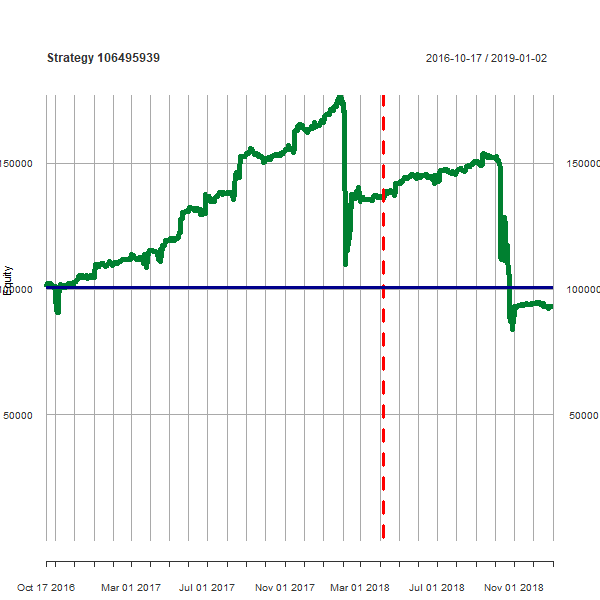 Strategy 106495939
2016-10-17 / 2019-01-02
150000
150000
Equity
100000
100000
50000
50000
Oct 17 2016
Mar 01 2017
Jul 01 2017
Nov 01 2017
Mar 01 2018
Jul 01 2018
Nov 01 2018